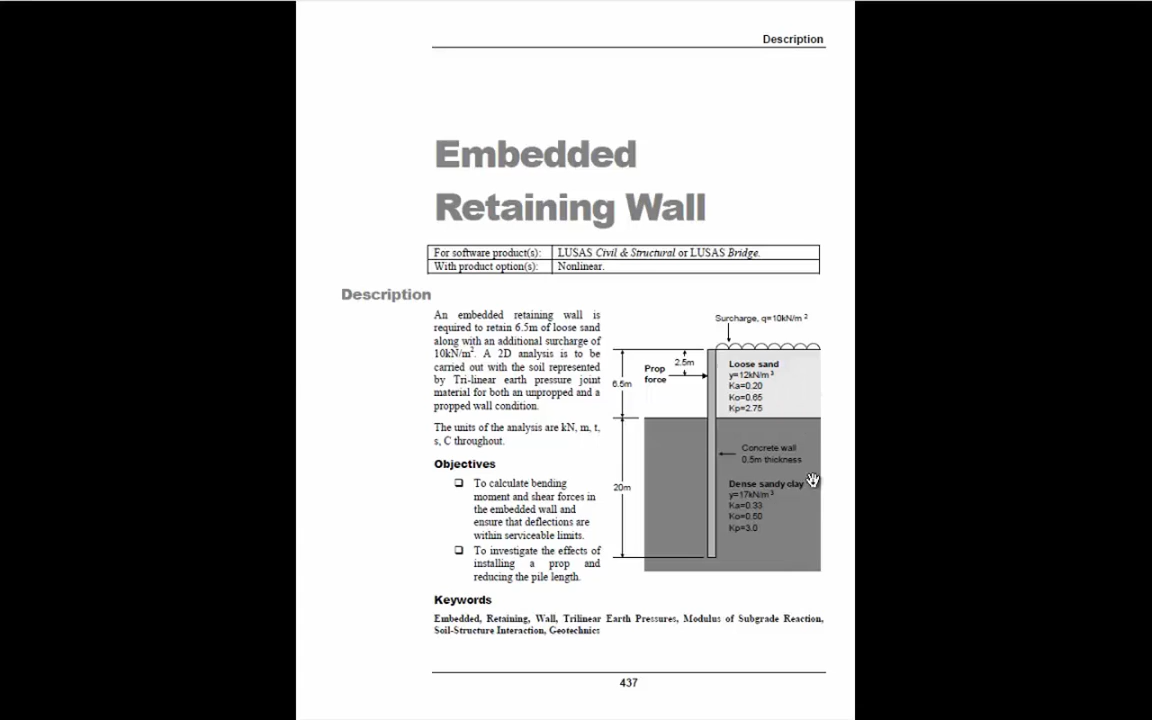 Description
Embedded
Retaining Wall
For software product(s): LUSAS Civil & Structural or LUSAS Bridge.
With product option(s): Nonlinear.
Description
An embedded retaining wall is
required to retain 6.5m of loose sand
along with an additional surcharge of
10kN/m². A 2D analysis is to be
carried out with the soil represented
by Tri-linear earth pressure joint
material for both an unpropped and a
propped wall condition.
The units of the analysis are kN, m, t,
s, C throughout.
Objectives
❑ To calculate bending
moment and shear forces in
the embedded wall and
ensure that deflections are
within serviceable limits.
❑ To investigate the effects of
installing a prop and
reducing the pile length.
Surcharge, q=10kN/m²
2.5m
Prop
force
6.5m
Loose sand
γ=12kN/m³
Ka=0.20
Ko=0.65
Kp=2.75
Concrete wall
0.5m thickness
20m
Dense sandy clay
γ=17kN/m³
Ka=0.33
Ko=0.50
Kp=3.0
Keywords
Embedded, Retaining, Wall, Trilinear Earth Pressures, Modulus of Subgrade Reaction,
Soil-Structure Interaction, Geotechnics
437